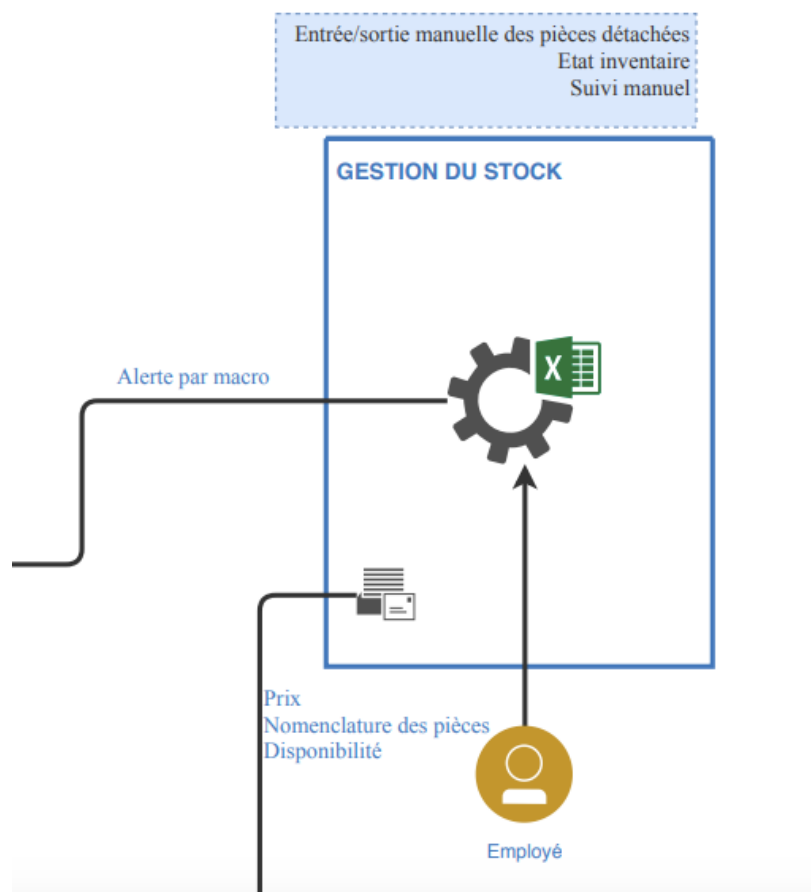 Entrée/sortie manuelle des pièces détachées
Etat inventaire
Suivi manuel
GESTION DU STOCK
X
Alerte par macro
Prix
Nomenclature des pièces
Disponibilité
Employé